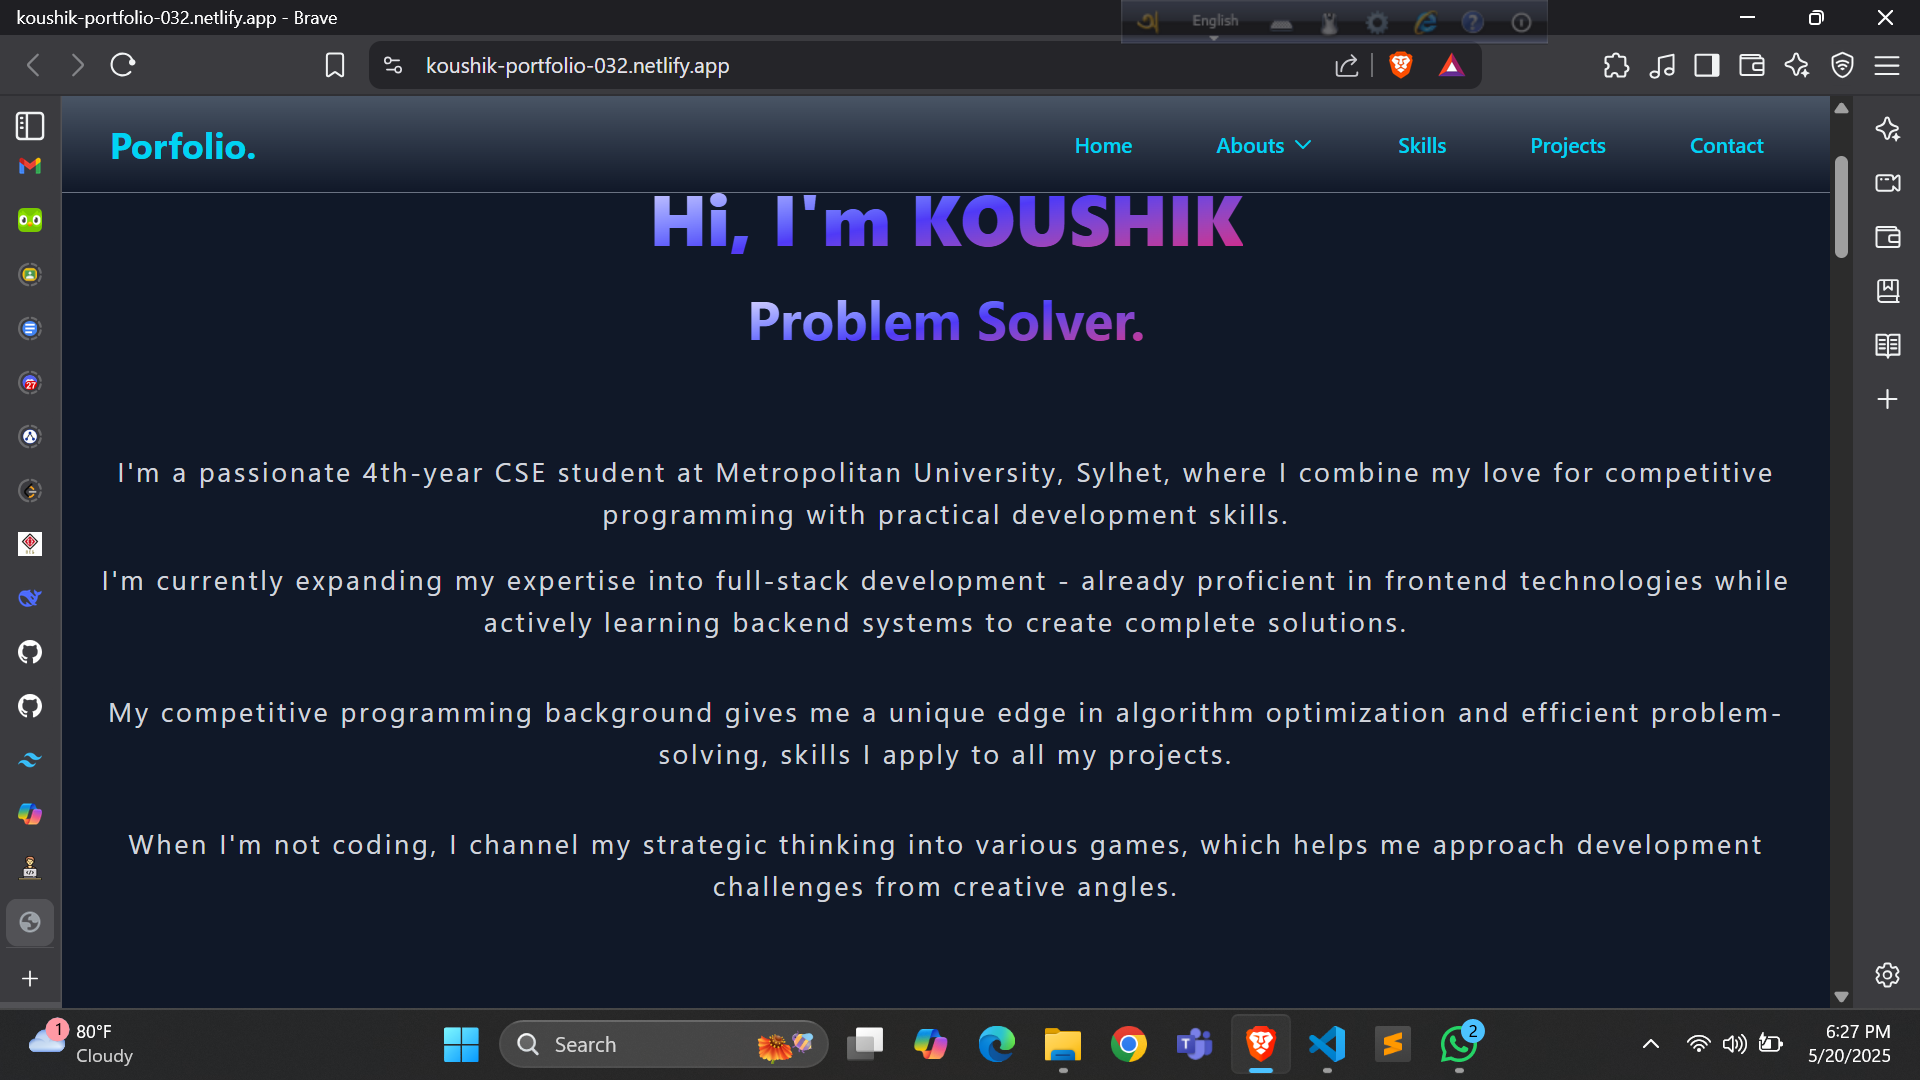 koushik-portfolio-032.netlify.app - Brave
English
koushik-portfolio-032.netlify.app
Porfolio.
Home
Abouts
Skills
Projects
Contact
Hi, I'm KOUSHIK
Problem Solver.
I'm a passionate 4th-year CSE student at Metropolitan University, Sylhet, where I combine my love for competitive
programming with practical development skills.
I'm currently expanding my expertise into full-stack development - already proficient in frontend technologies while
actively learning backend systems to create complete solutions.
My competitive programming background gives me a unique edge in algorithm optimization and efficient problem-
solving, skills I apply to all my projects.
When I'm not coding, I channel my strategic thinking into various games, which helps me approach development
challenges from creative angles.
27
1
80°F
Cloudy
Search
2
6:27 PM
5/20/2025